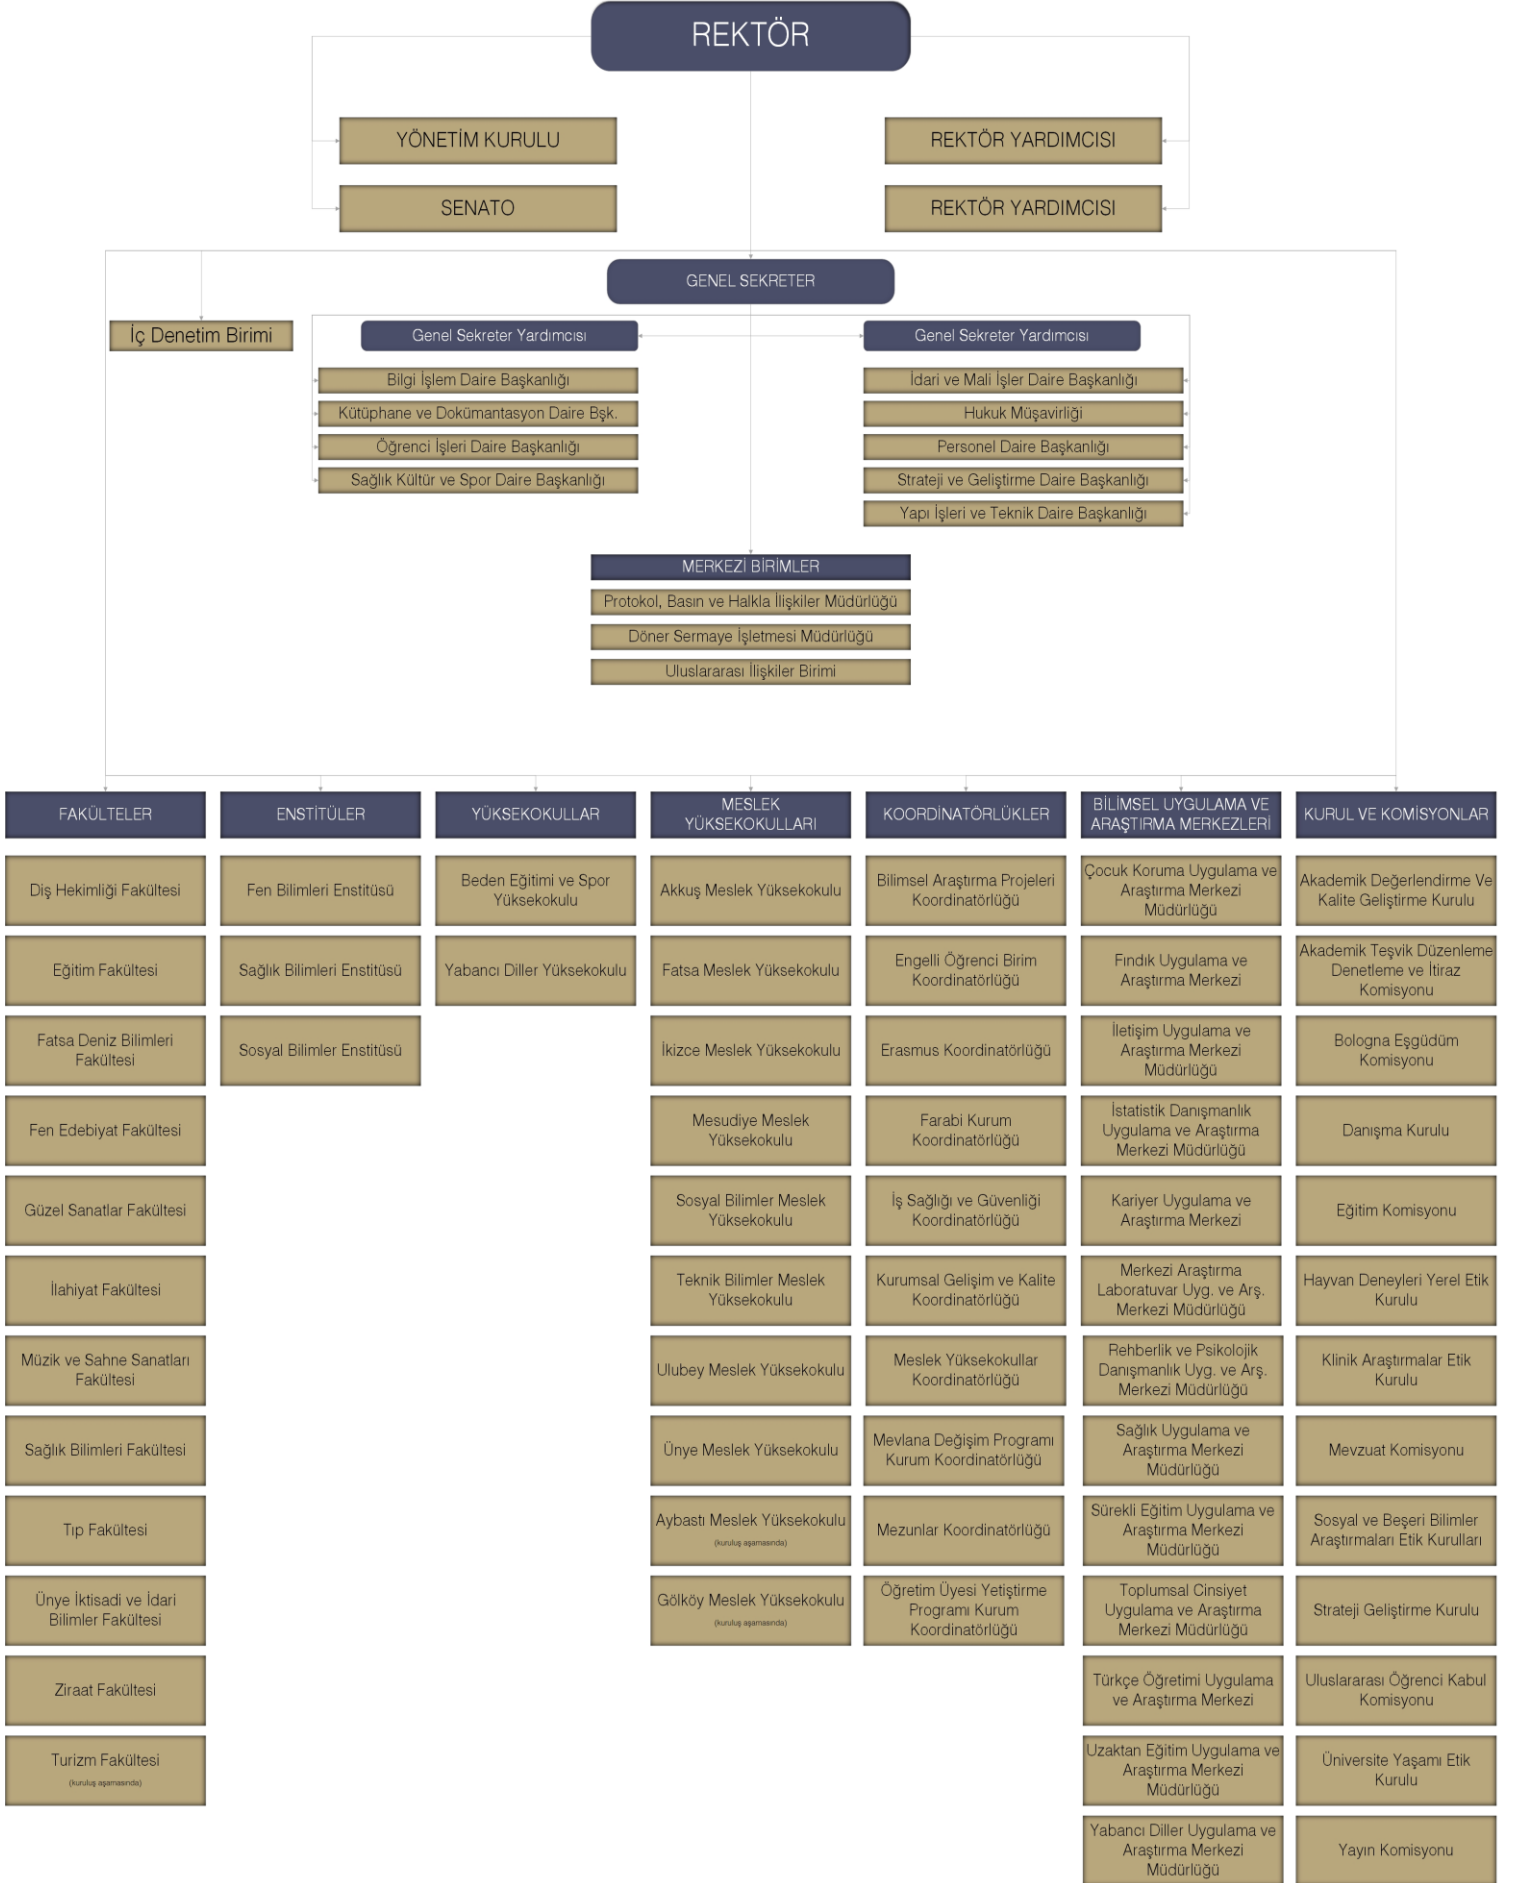 REKTÖR
YÖNETİM KURULU
REKTÖR YARDIMCISI
SENATO
REKTÖR YARDIMCISI
GENEL SEKRETER
İç Denetim Birimi
Genel Sekreter Yardımcısı
Bilgi İşlem Daire Başkanlığı
Kütüphane ve Dokümantasyon Daire Bşk.
Öğrenci İşleri Daire Başkanlığı
Sağlık Kültür ve Spor Daire Başkanlığı
Genel Sekreter Yardımcısı
İdari ve Mali İşler Daire Başkanlığı
Hukuk Müşavirliği
Personel Daire Başkanlığı
Strateji ve Geliştirme Daire Başkanlığı
Yapı İşleri ve Teknik Daire Başkanlığı
MERKEZİ BİRİMLER
Protokol, Basın ve Halkla İlişkiler Müdürlüğü
Döner Sermaye İşletmesi Müdürlüğü
Uluslararası İlişkiler Birimi
FAKÜLTELER
Diş Hekimliği Fakültesi
Eğitim Fakültesi
Fatsa Deniz Bilimleri
Fakültesi
Fen Edebiyat Fakültesi
Güzel Sanatlar Fakültesi
İlahiyat Fakültesi
Müzik ve Sahne Sanatları
Fakültesi
Sağlık Bilimleri Fakültesi
Tıp Fakültesi
Ünye İktisadi ve İdari
Bilimler Fakültesi
Ziraat Fakültesi
Turizm Fakültesi
(kuruluş aşamasında)
ENSTİTÜLER
Fen Bilimleri Enstitüsü
Sağlık Bilimleri Enstitüsü
Sosyal Bilimler Enstitüsü
YÜKSEKOKULLAR
Beden Eğitimi ve Spor
Yüksekokulu
Yabancı Diller Yüksekokulu
MESLEK
YÜKSEKOKULLARI
Akkuş Meslek Yüksekokulu
Fatsa Meslek Yüksekokulu
İkizce Meslek Yüksekokulu
Mesudiye Meslek
Yüksekokulu
Sosyal Bilimler Meslek
Yüksekokulu
Teknik Bilimler Meslek
Yüksekokulu
Ulubey Meslek Yüksekokulu
Ünye Meslek Yüksekokulu
Aybastı Meslek Yüksekokulu
(kuruluş aşamasında)
Gölköy Meslek Yüksekokulu
(kuruluş aşamasında)
KOORDİNATÖRLÜKLER
Bilimsel Araştırma Projeleri
Koordinatörlüğü
Engelli Öğrenci Birim
Koordinatörlüğü
Erasmus Koordinatörlüğü
Farabi Kurum
Koordinatörlüğü
İş Sağlığı ve Güvenliği
Koordinatörlüğü
Kurumsal Gelişim ve Kalite
Koordinatörlüğü
Meslek Yüksekokullar
Koordinatörlüğü
Mevlana Değişim Programı
Kurum Koordinatörlüğü
Mezunlar Koordinatörlüğü
Öğretim Üyesi Yetiştirme
Programı Kurum
Koordinatörlüğü
BİLİMSEL UYGULAMA VE
ARAŞTIRMA MERKEZLERİ
Çocuk Koruma Uygulama ve
Araştırma Merkezi
Müdürlüğü
Fındık Uygulama ve
Araştırma Merkezi
İletişim Uygulama ve
Araştırma Merkezi
Müdürlüğü
İstatistik Danışmanlık
Uygulama ve Araştırma
Merkezi Müdürlüğü
Kariyer Uygulama ve
Araştırma Merkezi
Merkezi Araştırma
Laboratuvar Uyg. ve Arş.
Merkezi Müdürlüğü
Rehberlik ve Psikolojik
Danışmanlık Uyg. ve Arş.
Merkezi Müdürlüğü
Sağlık Uygulama ve
Araştırma Merkezi
Müdürlüğü
Sürekli Eğitim Uygulama ve
Araştırma Merkezi
Müdürlüğü
Toplumsal Cinsiyet
Uygulama ve Araştırma
Merkezi Müdürlüğü
Türkçe Öğretimi Uygulama
ve Araştırma Merkezi
Uzaktan Eğitim Uygulama ve
Araştırma Merkezi
Müdürlüğü
Yabancı Diller Uygulama ve
Araştırma Merkezi
Müdürlüğü
KURUL VE KOMİSYONLAR
Akademik Değerlendirme Ve
Kalite Geliştirme Kurulu
Akademik Teşvik Düzenleme
Denetleme ve İtiraz
Komisyonu
Bologna Eşgüdüm
Komisyonu
Danışma Kurulu
Eğitim Komisyonu
Hayvan Deneyleri Yerel Etik
Kurulu
Klinik Araştırmalar Etik
Kurulu
Mevzuat Komisyonu
Sosyal ve Beşeri Bilimler
Araştırmaları Etik Kurulları
Strateji Geliştirme Kurulu
Uluslararası Öğrenci Kabul
Komisyonu
Üniversite Yaşamı Etik
Kurulu
Yayın Komisyonu